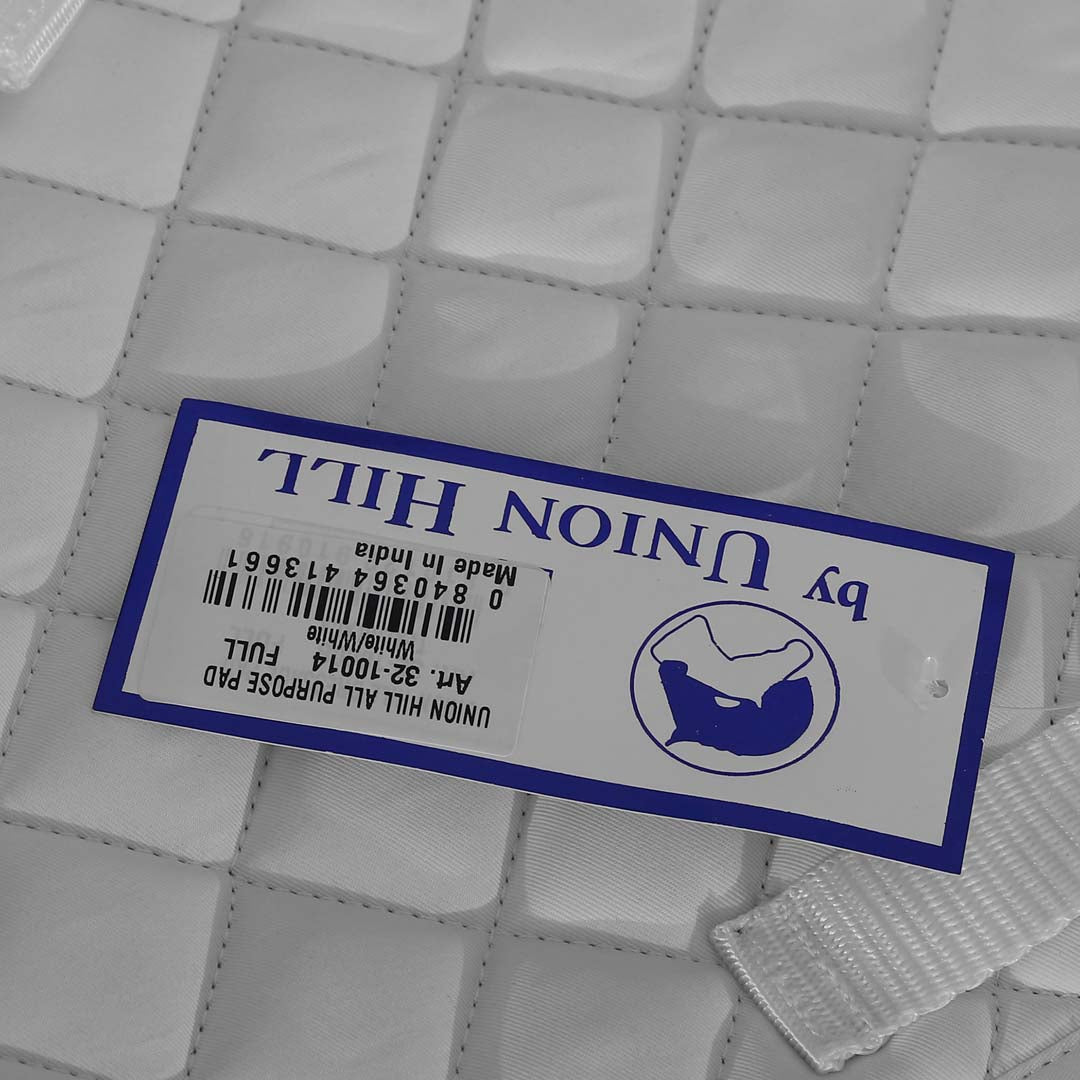 by UNION HILL
UNION HILL ALL PURPOSE PAD
Art. 32-10014 FULL
White/White
0 840364 413661
Made In India